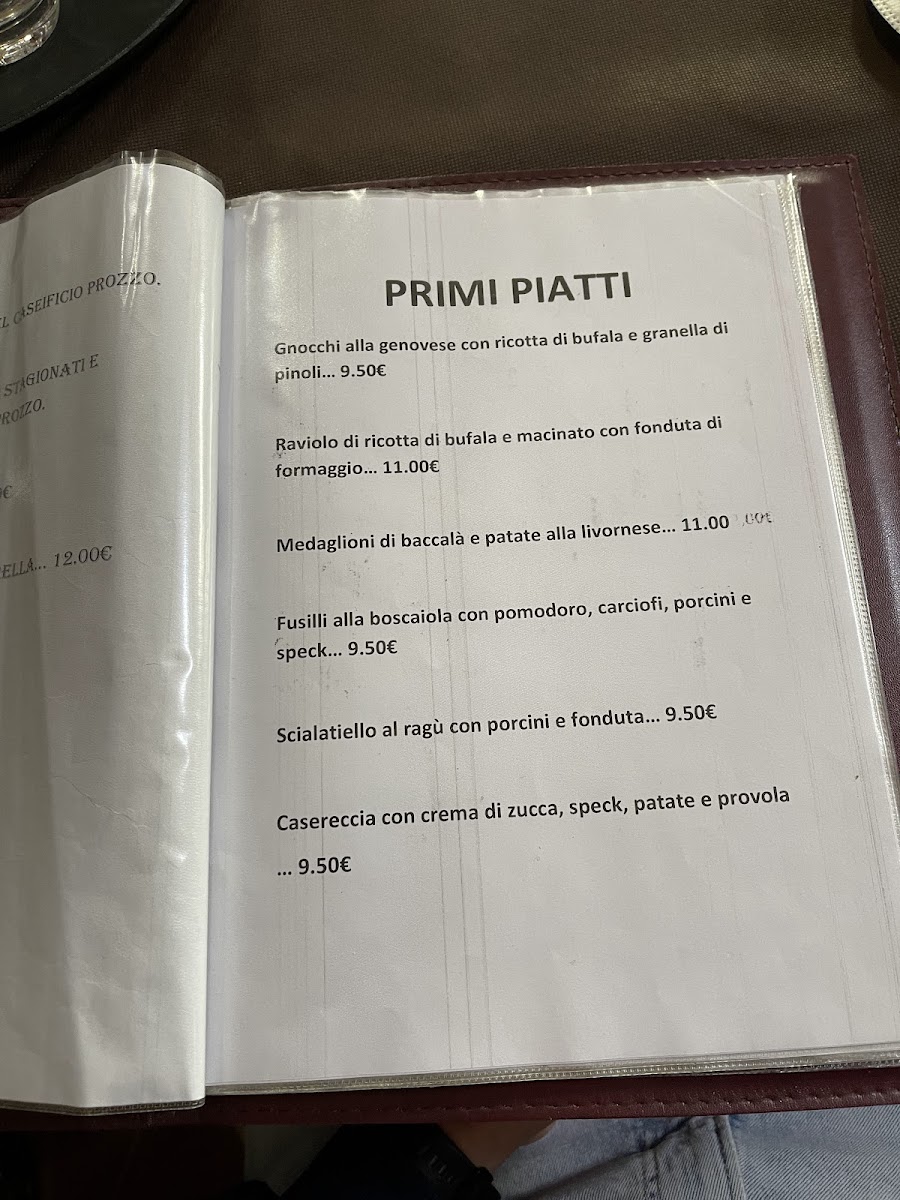 CASEIFICIO PROZZO.
STAGIONATI E
PROZZO.
€
ELLA... 12.00€
PRIMI PIATTI
Gnocchi alla genovese con ricotta di bufala e granella di
pinoli... 9.50€
Raviolo di ricotta di bufala e macinato con fonduta di
formaggio... 11.00€
Medaglioni di baccalà e patate alla livornese... 11.00
Fusilli alla boscaiola con pomodoro, carciofi, porcini e
speck... 9.50€
Scialatiello al ragù con porcini e fonduta... 9.50€
Casereccia con crema di zucca, speck, patate e provola
... 9.50€